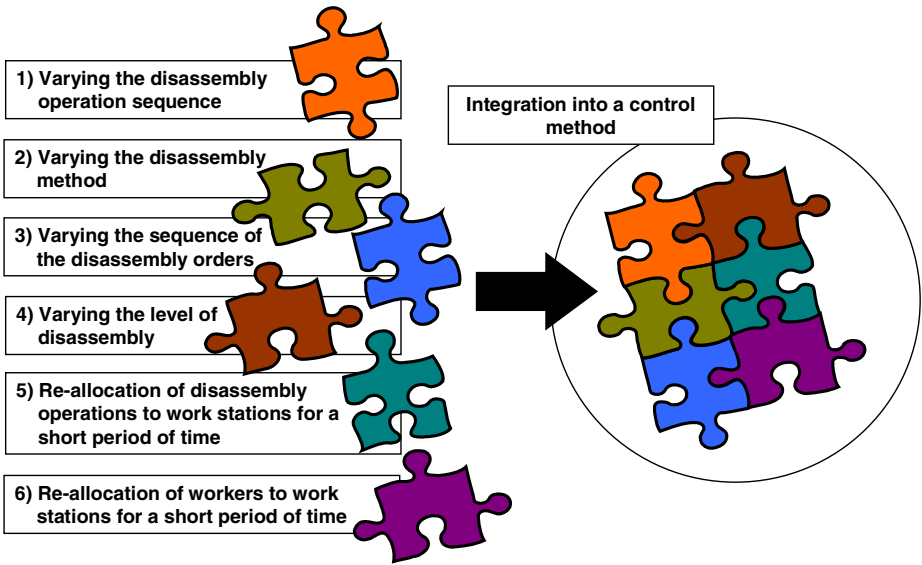 1) Varying the disassembly
operation sequence
2) Varying the disassembly
method
3) Varying the sequence of
the disassembly orders
4) Varying the level of
disassembly
5) Re-allocation of disassembly
operations to work stations for a
short period of time
6) Re-allocation of workers to work
stations for a short period of time
Integration into a control
method